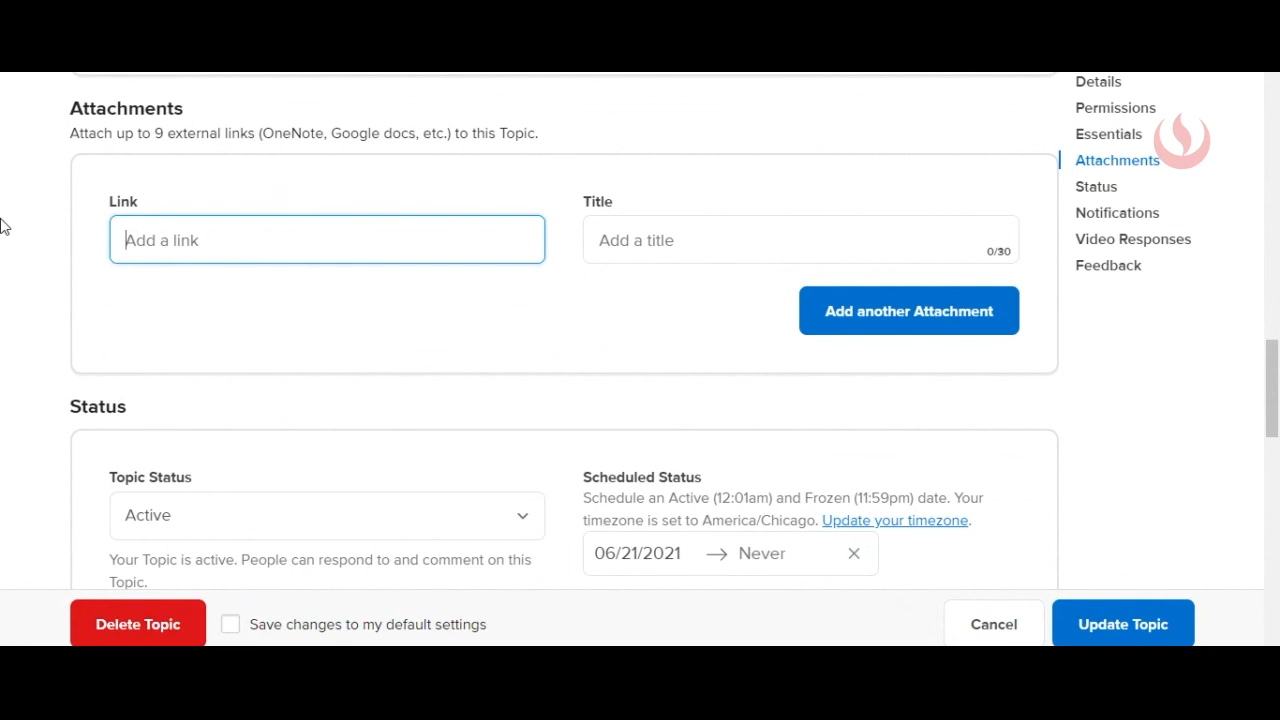 Attachments
Attach up to 9 external links (OneNote, Google docs, etc.) to this Topic.
Link
Title
Add a link
Add a title
0/30
Add another Attachment
Status
Topic Status
Scheduled Status
Schedule an Active (12:01am) and Frozen (11:59pm) date. Your
timezone is set to America/Chicago. Update your timezone.
Active
06/21/2021 → Never
Your Topic is active. People can respond to and comment on this
Topic.
Delete Topic
Save changes to my default settings
Cancel
Update Topic
Details
Permissions
Essentials
Attachments
Status
Notifications
Video Responses
Feedback